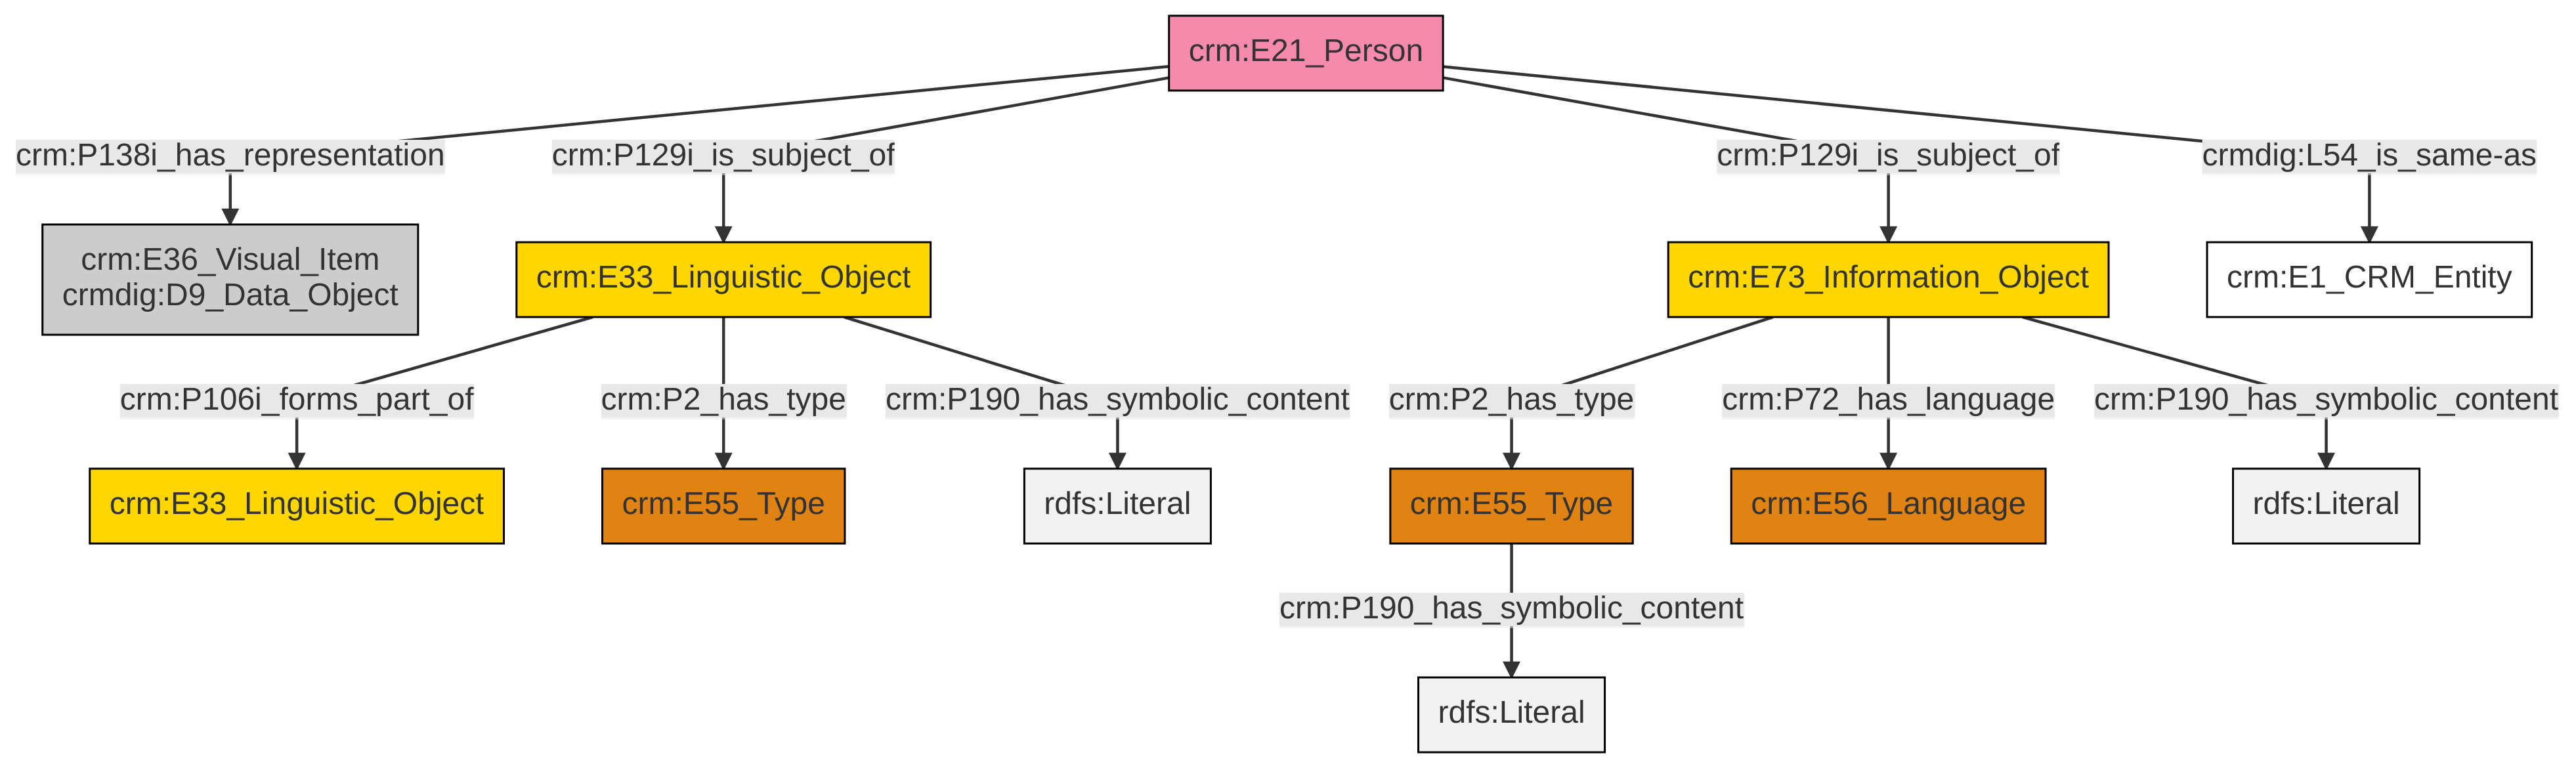 crm:E21_Person
crm:P138i_has_representation
crm:P129i_is_subject_of
crm:P129i_is_subject_of
crmdig:L54_is_same-as
crm:E36_Visual_Item
crmdig:D9_Data_Object
crm:E33_Linguistic_Object
crm:E73_Information_Object
crm:E1_CRM_Entity
crm:P106i_forms_part_of
crm:P2_has_type
crm:P190_has_symbolic_content
crm:P2_has_type
crm:P72_has_language
crm:P190_has_symbolic_content
crm:E33_Linguistic_Object
crm:E55_Type
rdfs:Literal
crm:E55_Type
crm:E56_Language
rdfs:Literal
crm:P190_has_symbolic_content
rdfs:Literal